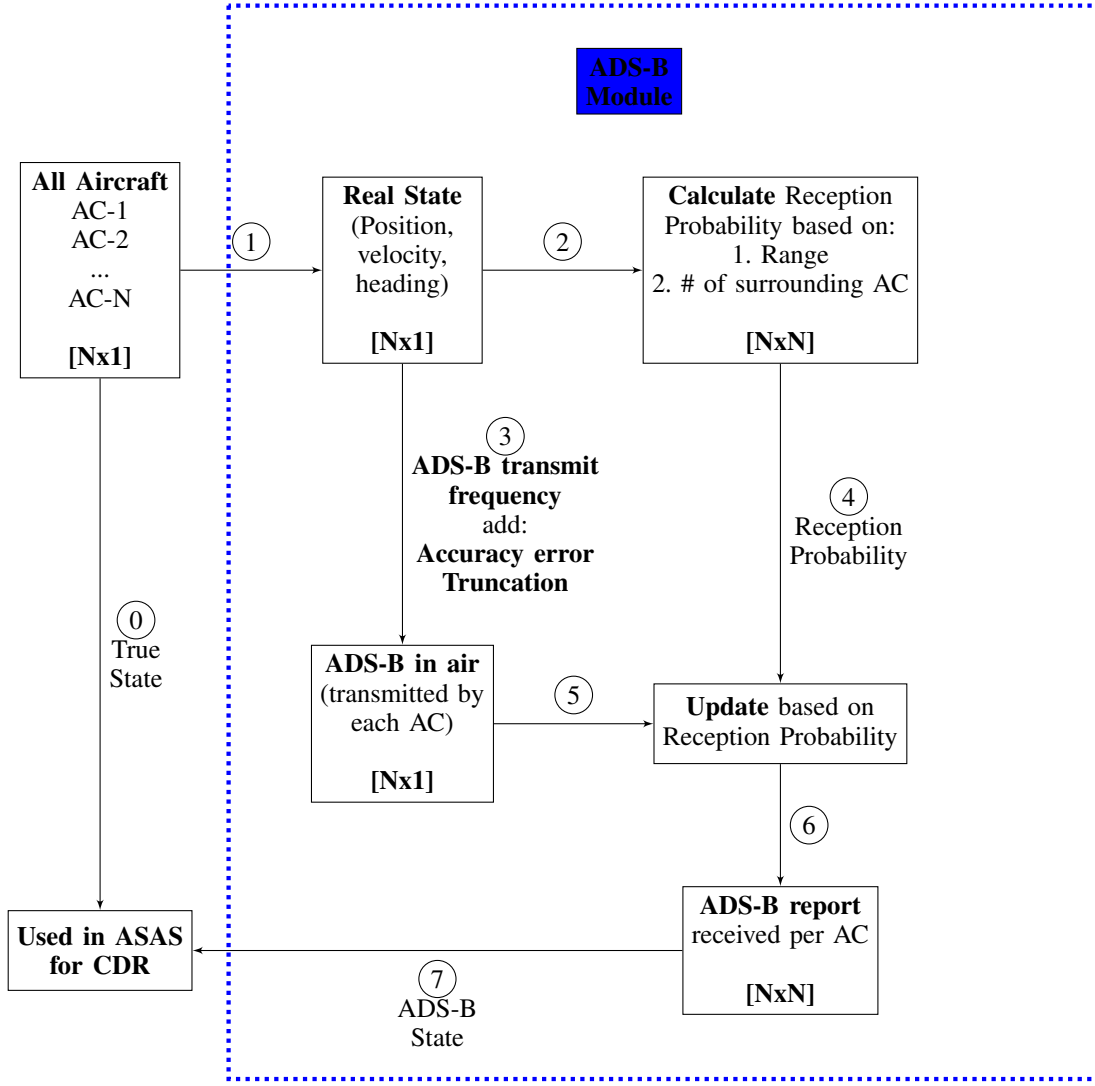 ADS-B
Module
All Aircraft
AC-1
AC-2
...
AC-N
[Nx1]
1
Real State
(Position,
velocity,
heading)
[Nx1]
2
Calculate Reception
Probability based on:
1. Range
2. # of surrounding AC
[NxN]
3
ADS-B transmit
frequency
add:
Accuracy error
Truncation
4
Reception
Probability
0
True
State
ADS-B in air
(transmitted by
each AC)
[Nx1]
5
Update based on
Reception Probability
6
Used in ASAS
for CDR
7
ADS-B
State
ADS-B report
received per AC
[NxN]